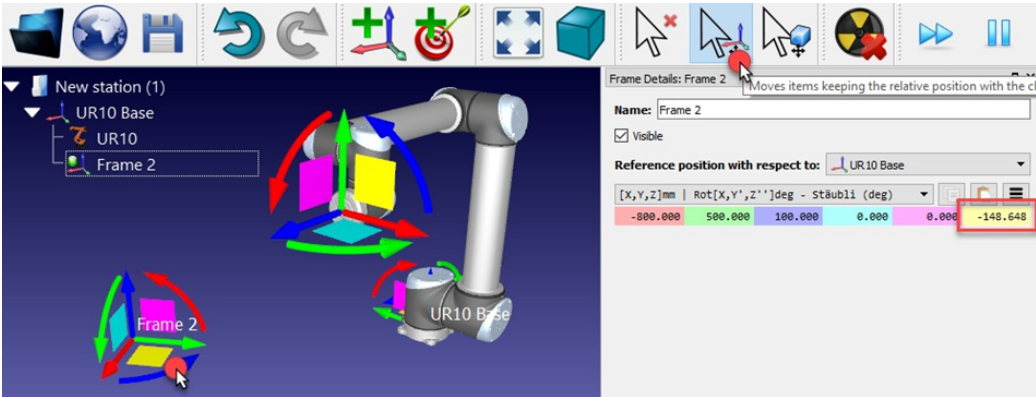 Frame Details: Frame 2
Moves items keeping the relative position with the
New station (1)
UR10 Base
UR10
Frame 2
Name: Frame 2
Visible
Reference position with respect to: UR10 Base
[X,Y,Z]mm | Rot[X,Y',Z'']deg - Stäubli (deg)
-800.000 500.000 100.000 0.000 0.000 -148.648
UR10 Base
Frame 2